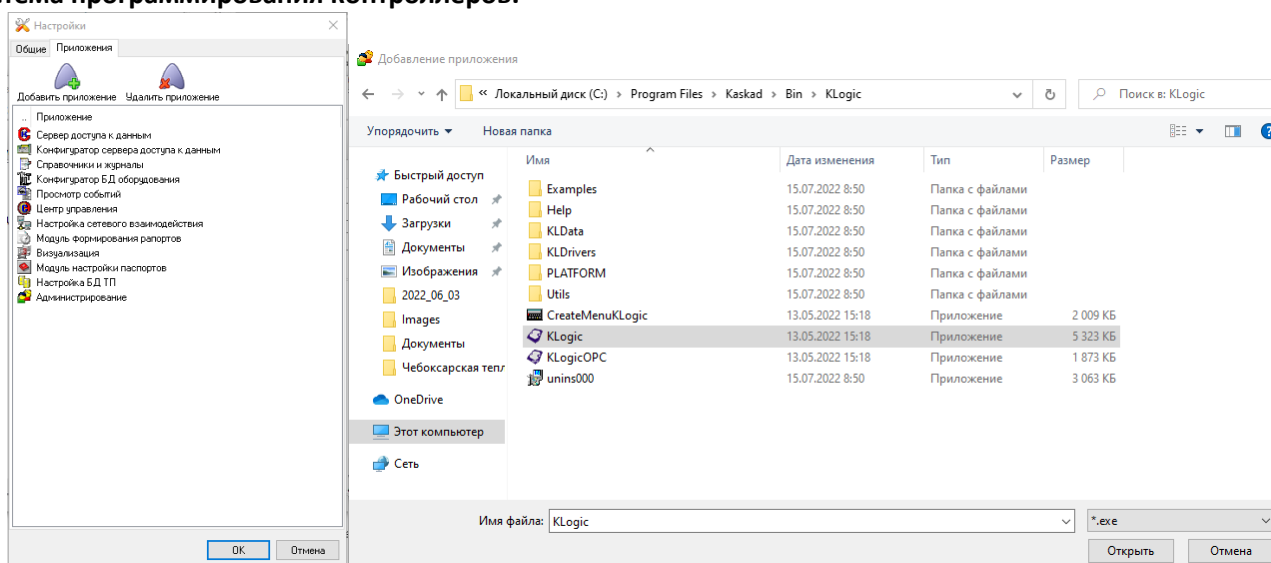 тема программирования контроллеров.
Настройки
Общие Приложения
Добавить приложение Удалить приложение
.. Приложение
Сервер доступа к данным
Конфигуратор сервера доступа к данным
Справочники и журналы
Конфигуратор БД оборудования
Просмотр событий
Центр управления
Настройка сетевого взаимодействия
Модуль формирования рапортов
Визуализация
Модуль настройки паспортов
Настройка БД ТП
Администрирование
OK Отмена
Добавление приложения
« Локальный диск (C:) › Program Files › Kaskad › Bin › KLogic
Поиск в: KLogic
Упорядочить Новая папка
Быстрый доступ
Рабочий стол
Загрузки
Документы
Изображения
2022_06_03
Images
Документы
Чебоксарская тепл
OneDrive
Этот компьютер
Сеть
Имя Дата изменения Тип Размер
Examples 15.07.2022 8:50 Папка с файлами
Help 15.07.2022 8:50 Папка с файлами
KLData 15.07.2022 8:50 Папка с файлами
KLDrivers 15.07.2022 8:50 Папка с файлами
PLATFORM 15.07.2022 8:50 Папка с файлами
Utils 15.07.2022 8:50 Папка с файлами
CreateMenuKLogic 13.05.2022 15:18 Приложение 2 009 КБ
KLogic 13.05.2022 15:18 Приложение 5 323 КБ
KLogicOPC 13.05.2022 15:18 Приложение 1 873 КБ
unins000 15.07.2022 8:50 Приложение 3 063 КБ
Имя файла: KLogic *.exe
Открыть Отмена